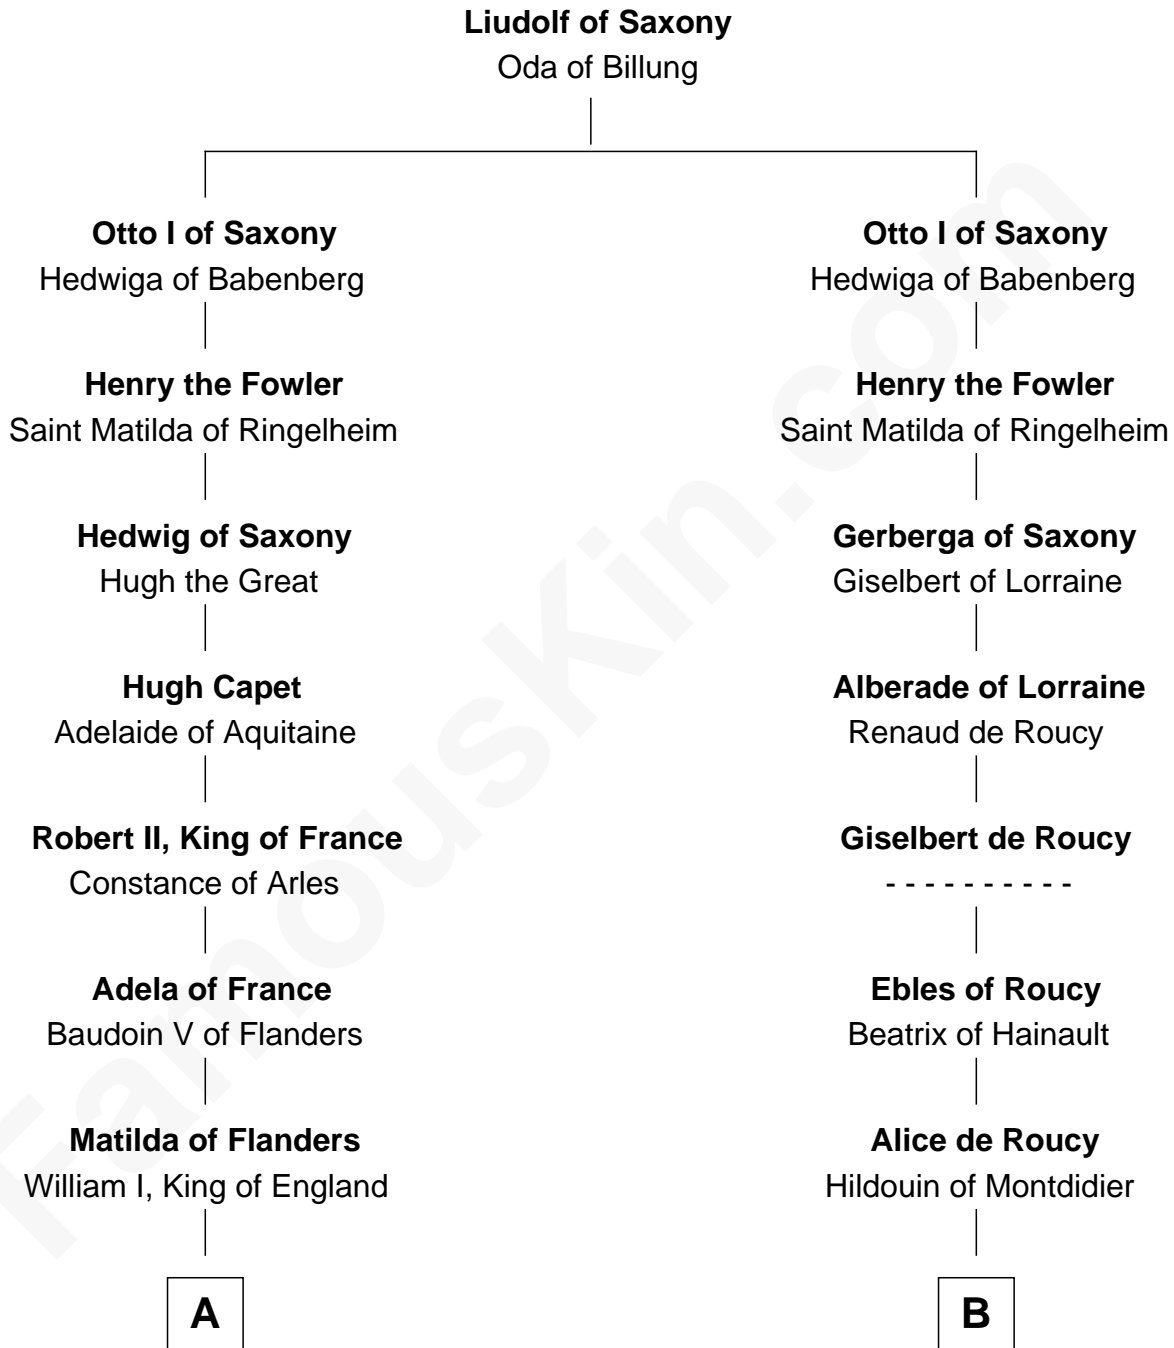 Liudolf of Saxony
Oda of Billung
Otto I of Saxony
Hedwiga of Babenberg
Henry the Fowler
Saint Matilda of Ringelheim
Hedwig of Saxony
Hugh the Great
Hugh Capet
Adelaide of Aquitaine
Robert II, King of France
Constance of Arles
Adela of France
Baudoin V of Flanders
Matilda of Flanders
William I, King of England
A
Otto I of Saxony
Hedwiga of Babenberg
Henry the Fowler
Saint Matilda of Ringelheim
Gerberga of Saxony
Giselbert of Lorraine
Alberade of Lorraine
Renaud de Roucy
Giselbert de Roucy
- - - - - - - - - -
Ebles of Roucy
Beatrix of Hainault
Alice de Roucy
Hildouin of Montdidier
B
FamousKin.com